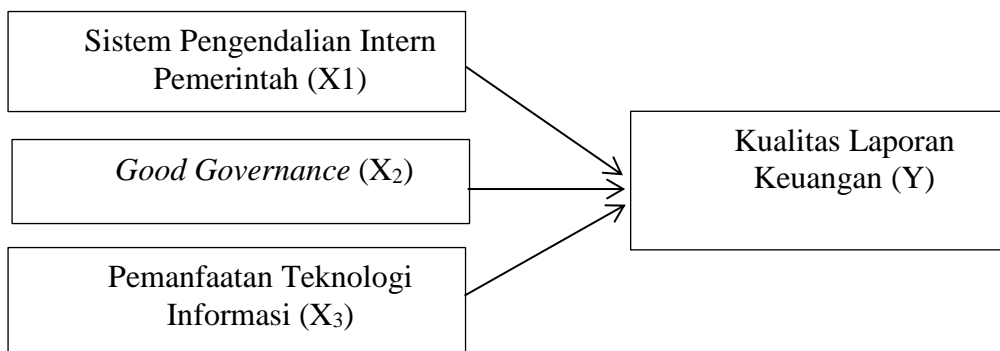 Sistem Pengendalian Intern
Pemerintah (X1)
Good Governance (X₂)
Pemanfaatan Teknologi
Informasi (X₃)
Kualitas Laporan
Keuangan (Y)